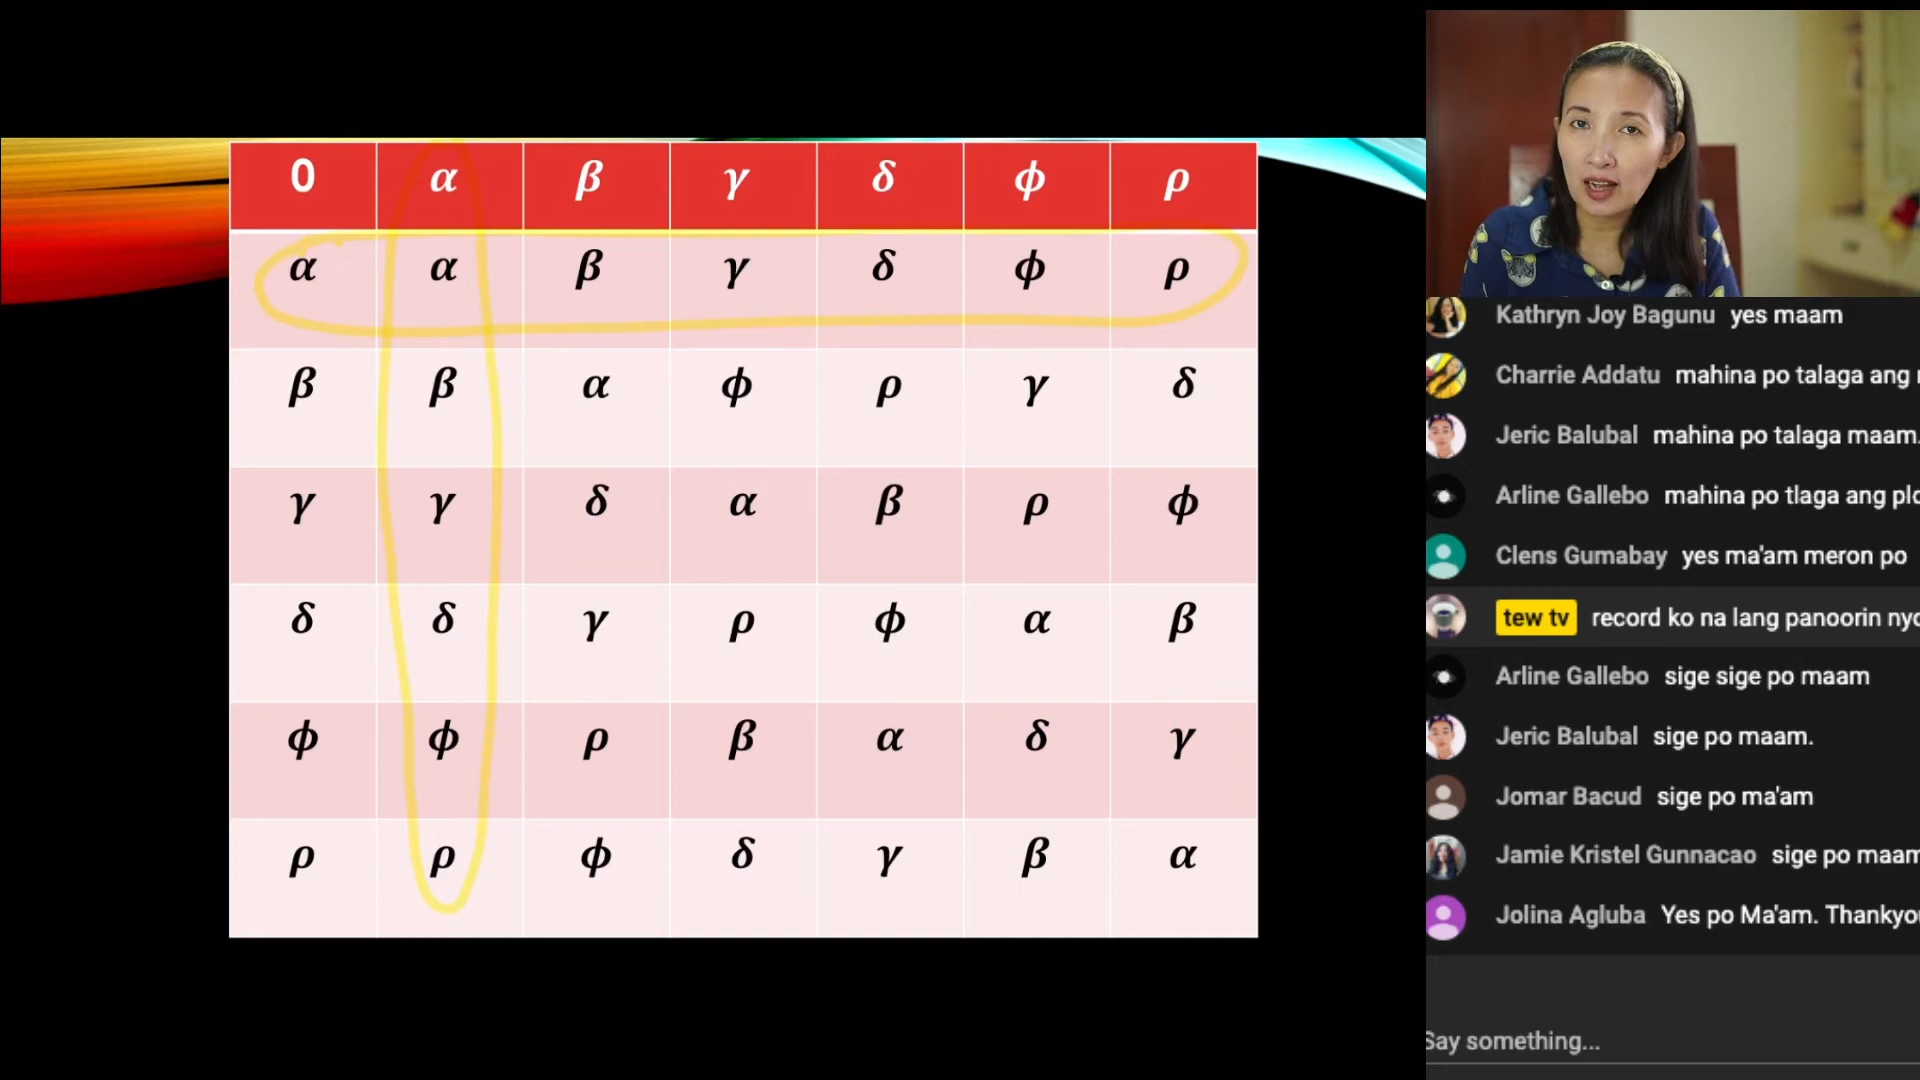 0 α β γ δ ϕ ρ
α α β γ δ ϕ ρ
β β α ϕ ρ γ δ
γ γ δ α β ρ ϕ
δ δ γ ρ ϕ α β
ϕ ϕ ρ β α δ γ
ρ ρ ϕ δ γ β α
Kathryn Joy Bagunu yes maam
Charrie Addatu mahina po talaga ang
Jeric Balubal mahina po talaga maam.
Arline Gallebo mahina po tlaga ang
Clens Gumabay yes ma'am meron po
tew tv record ko na lang panoorin
Arline Gallebo sige sige po maam
Jeric Balubal sige po maam.
Jomar Bacud sige po ma'am
Jamie Kristel Gunnacao sige po maam
Jolina Agluba Yes po Ma'am.
Say something...